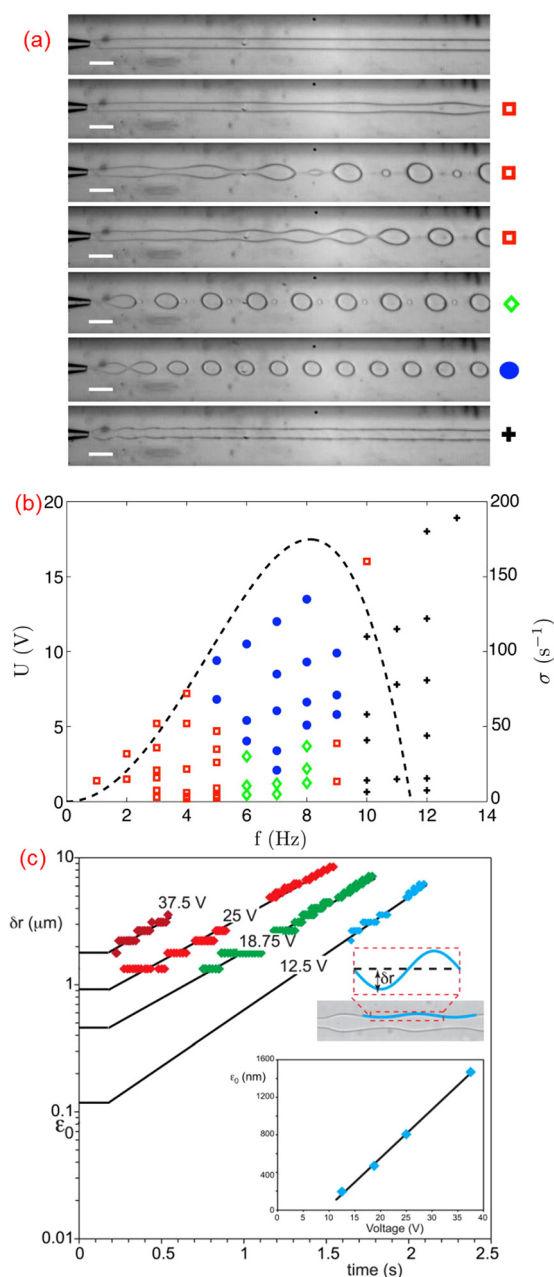 (a)
(b)
20
15
10
5
0
U (V)
200
150
100
50
0
σ (s⁻¹)
0 2 4 6 8 10 12 14
f (Hz)
(c)
10
δr (μm)
1
0.1
ε₀
0.01
37.5 V
25 V
18.75 V
12.5 V
δr
1600
ε₀ (nm)
1200
800
400
0
0 5 10 15 20 25 30 35 40
Voltage (V)
0 0.5 1 1.5 2 2.5
time (s)